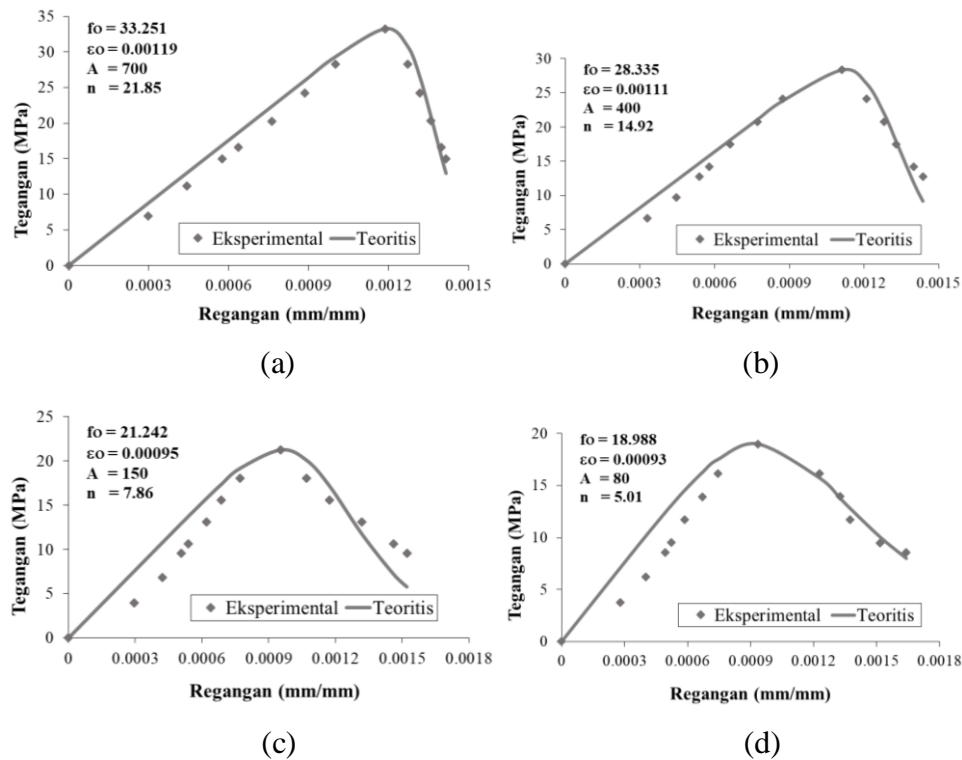 fo = 33.251
εo = 0.00119
A = 700
n = 21.85
Tegangan (MPa)
35
30
25
20
15
10
5
0
Eksperimental Teoritis
0 0.0003 0.0006 0.0009 0.0012 0.0015
Regangan (mm/mm)
(a)
fo = 28.335
εo = 0.00111
A = 400
n = 14.92
Tegangan (MPa)
30
25
20
15
10
5
0
Eksperimental Teoritis
0 0.0003 0.0006 0.0009 0.0012 0.0015
Regangan (mm/mm)
(b)
fo = 21.242
εo = 0.00095
A = 150
n = 7.86
Tegangan (MPa)
25
20
15
10
5
0
Eksperimental Teoritis
0 0.0003 0.0006 0.0009 0.0012 0.0015 0.0018
Regangan (mm/mm)
(c)
fo = 18.988
εo = 0.00093
A = 80
n = 5.01
Tegangan (MPa)
20
15
10
5
0
Eksperimental Teoritis
0 0.0003 0.0006 0.0009 0.0012 0.0015 0.0018
Regangan (mm/mm)
(d)